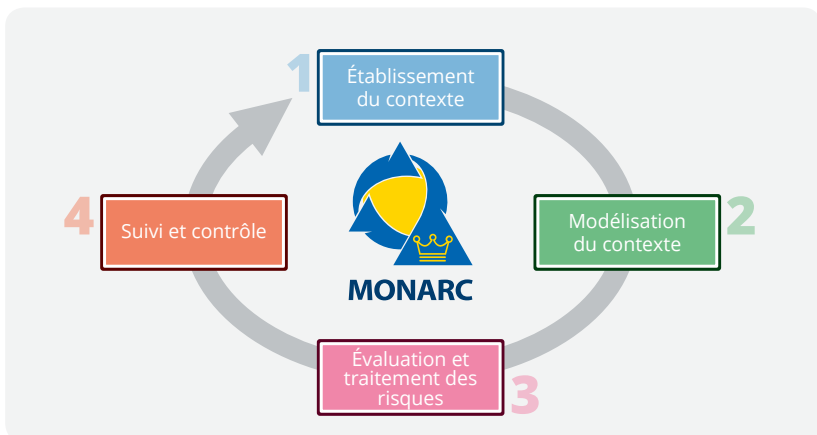 1
Établissement
du contexte
4
Suivi et contrôle
Modélisation
du contexte
2
MONARC
Évaluation et
traitement des
risques
3